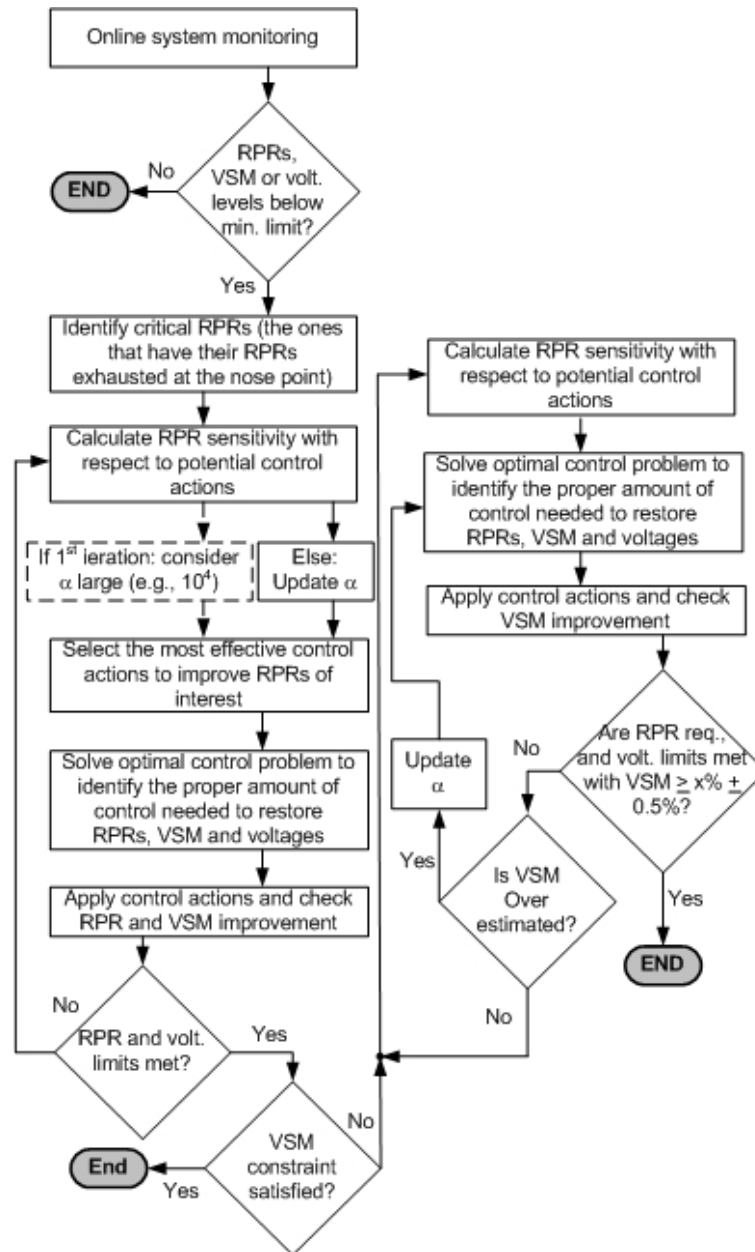 Online system monitoring
RPRs,
VSM or volt.
levels below
min. limit?
No
END
Yes
Identify critical RPRs (the ones
that have their RPRs
exhausted at the nose point)
Calculate RPR sensitivity with
respect to potential control
actions
If 1st ieration: consider
α large (e.g., 10⁴)
Else:
Update α
Select the most effective control
actions to improve RPRs of
interest
Solve optimal control problem to
identify the proper amount of
control needed to restore
RPRs, VSM and voltages
Apply control actions and check
RPR and VSM improvement
No
RPR and volt.
limits met?
Yes
VSM
constraint
satisfied?
No
Yes
End
Calculate RPR sensitivity with
respect to potential control
actions
Solve optimal control problem to
identify the proper amount of
control needed to restore
RPRs, VSM and voltages
Apply control actions and check
VSM improvement
Are RPR req.,
and volt. limits met
with VSM ≥ x% ±
0.5%?
No
Yes
END
Update
α
Yes
Is VSM
Over
estimated?
No